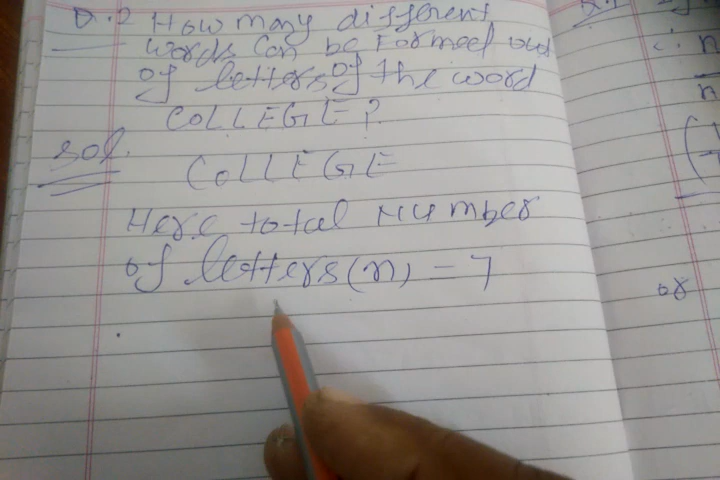 Q.2 How many different
words can be formed out
of letters of the word
COLLEGE?
Sol.
COLLEGE
Here total Number
of letters (n) = 7
or
n
n